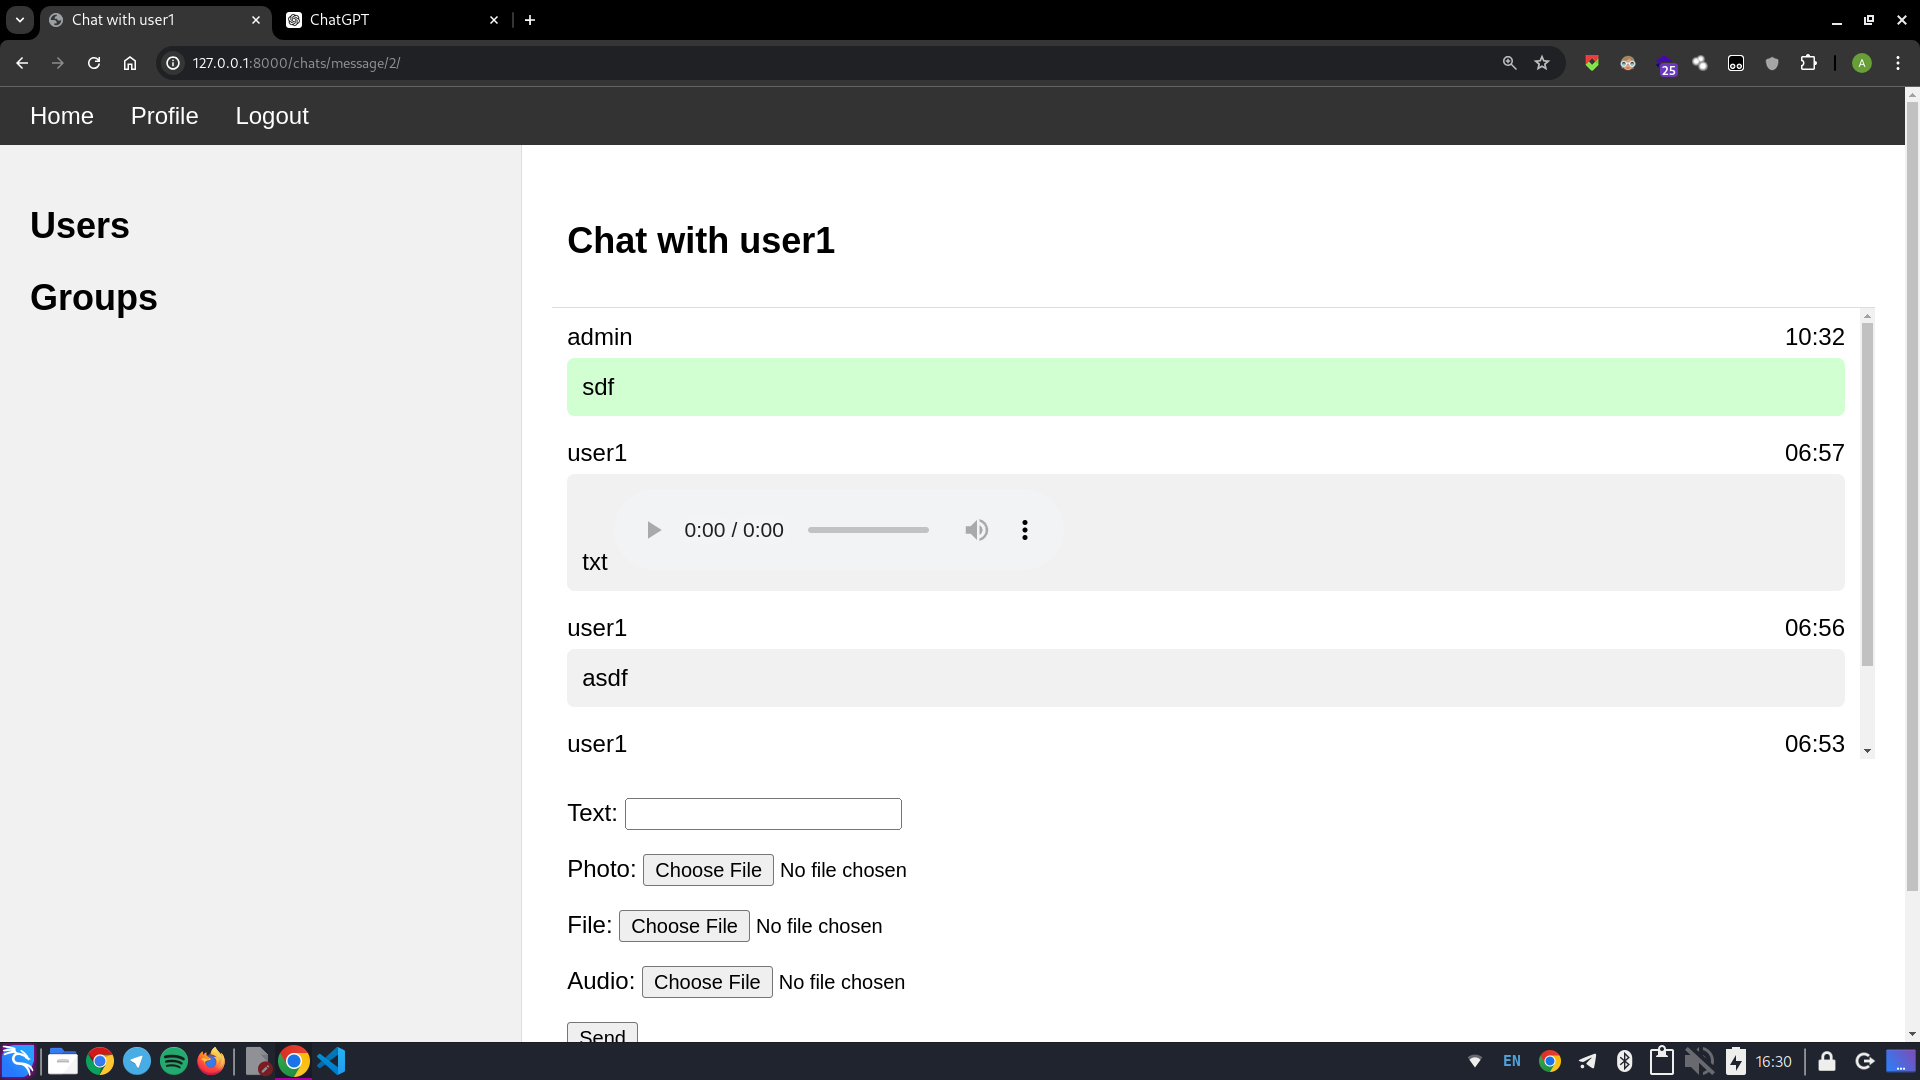 Chat with user1
ChatGPT
127.0.0.1:8000/chats/message/2/
25
A
Home Profile Logout
Users
Groups
Chat with user1
admin 10:32
sdf
user1 06:57
0:00 / 0:00
txt
user1 06:56
asdf
user1 06:53
Text:
Photo: Choose File No file chosen
File: Choose File No file chosen
Audio: Choose File No file chosen
Send
EN
16:30